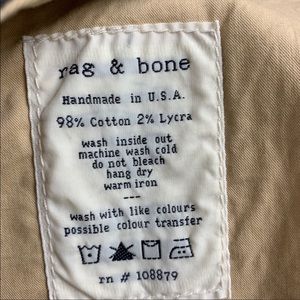 rag & bone
Handmade in U.S.A.
98% Cotton 2% Lycra
wash inside out
machine wash cold
do not bleach
hang dry
warm iron
---
wash with like colours
possible colour transfer
rn # 108879